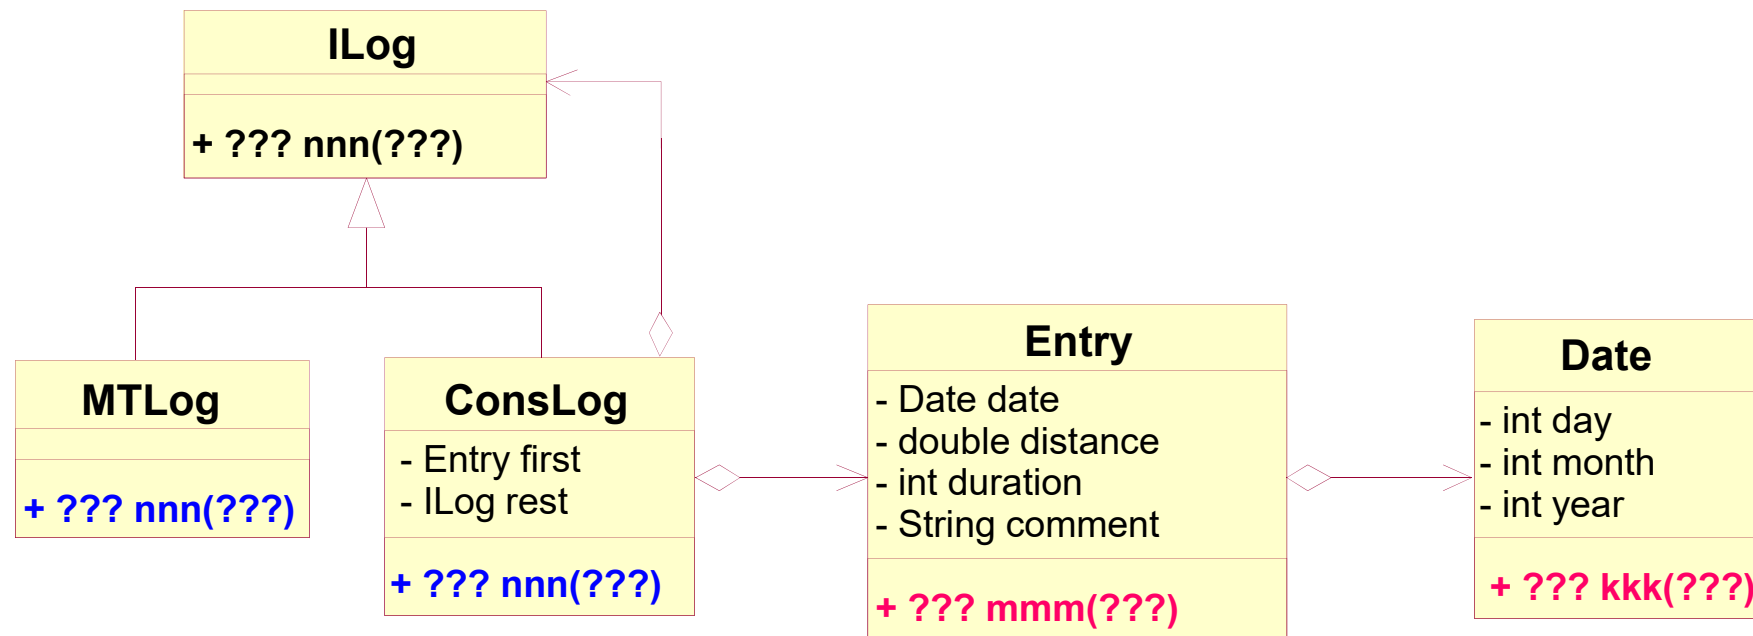 ILog
+ ??? nnn(???)
MTLog
+ ??? nnn(???)
ConsLog
- Entry first
- ILog rest
+ ??? nnn(???)
Entry
- Date date
- double distance
- int duration
- String comment
+ ??? mmm(???)
Date
- int day
- int month
- int year
+ ??? kkk(???)